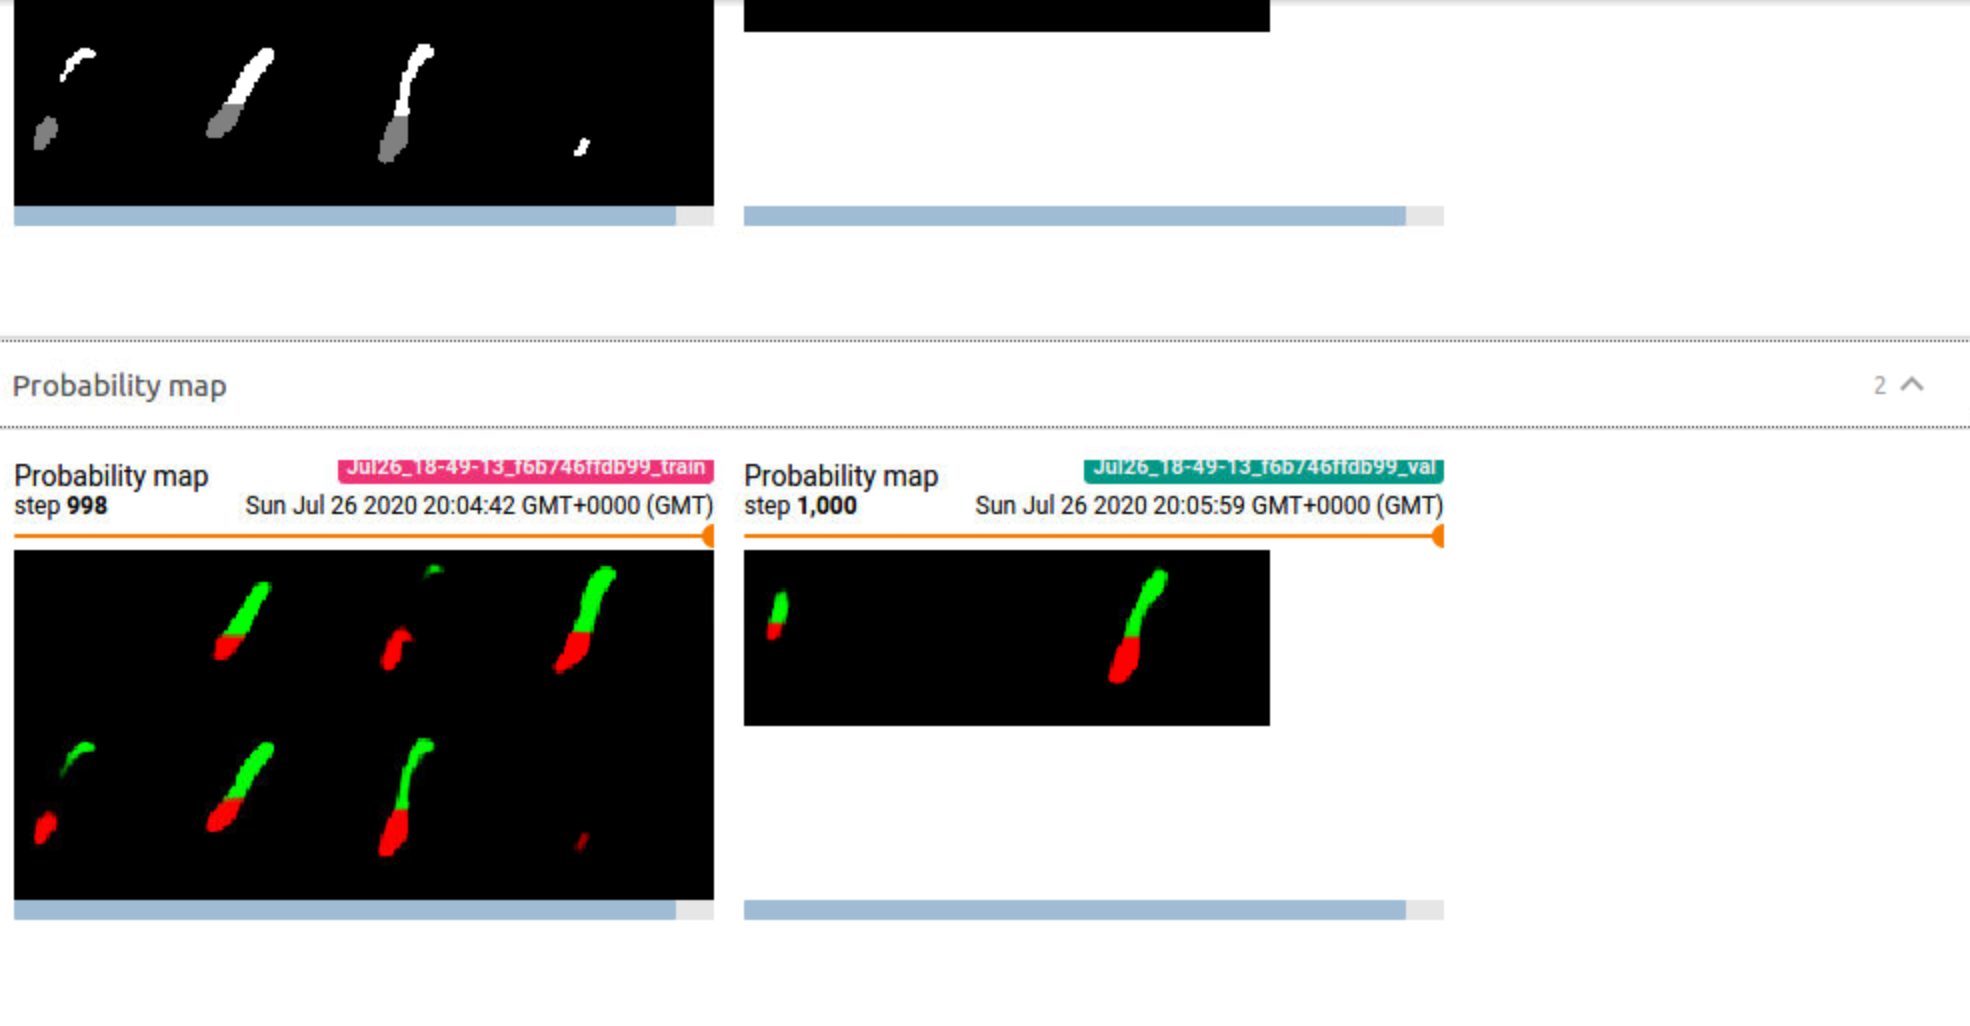 Probability map
2
Probability map
Jul26_18-49-13_f6b746ffdb99_train
step 998
Sun Jul 26 2020 20:04:42 GMT+0000 (GMT)
Probability map
Jul26_18-49-13_f6b746ffdb99_val
step 1,000
Sun Jul 26 2020 20:05:59 GMT+0000 (GMT)